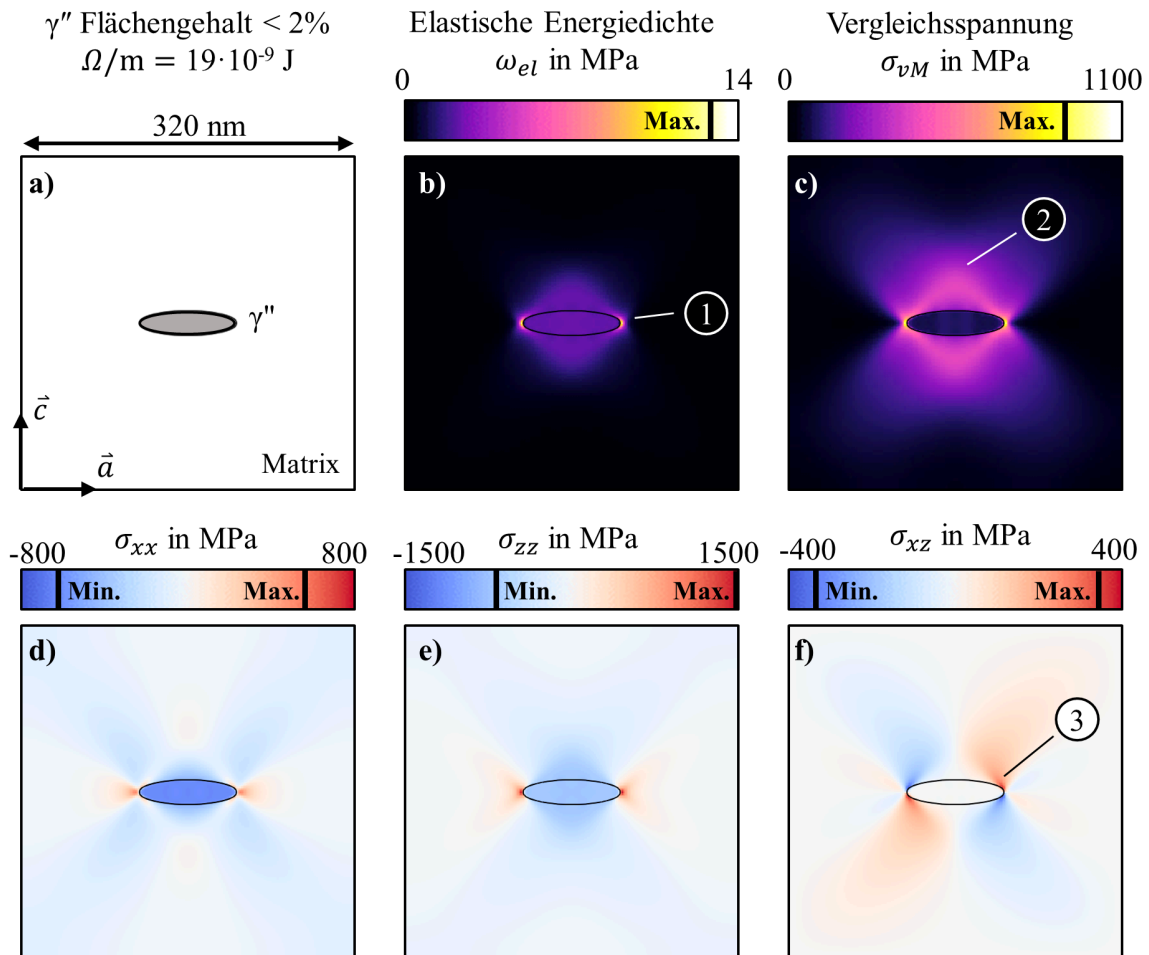 γ″ Flächengehalt < 2%
Ω/m = 19·10⁻⁹ J
320 nm
a)
γ″
c⃗
a⃗
Matrix
Elastische Energiedichte
ω_el in MPa
0 14
Max.
b)
1
Vergleichsspannung
σ_vM in MPa
0 1100
Max.
c)
2
σ_xx in MPa
-800 800
Min. Max.
d)
σ_zz in MPa
-1500 1500
Min. Max.
e)
σ_xz in MPa
-400 400
Min. Max.
f)
3